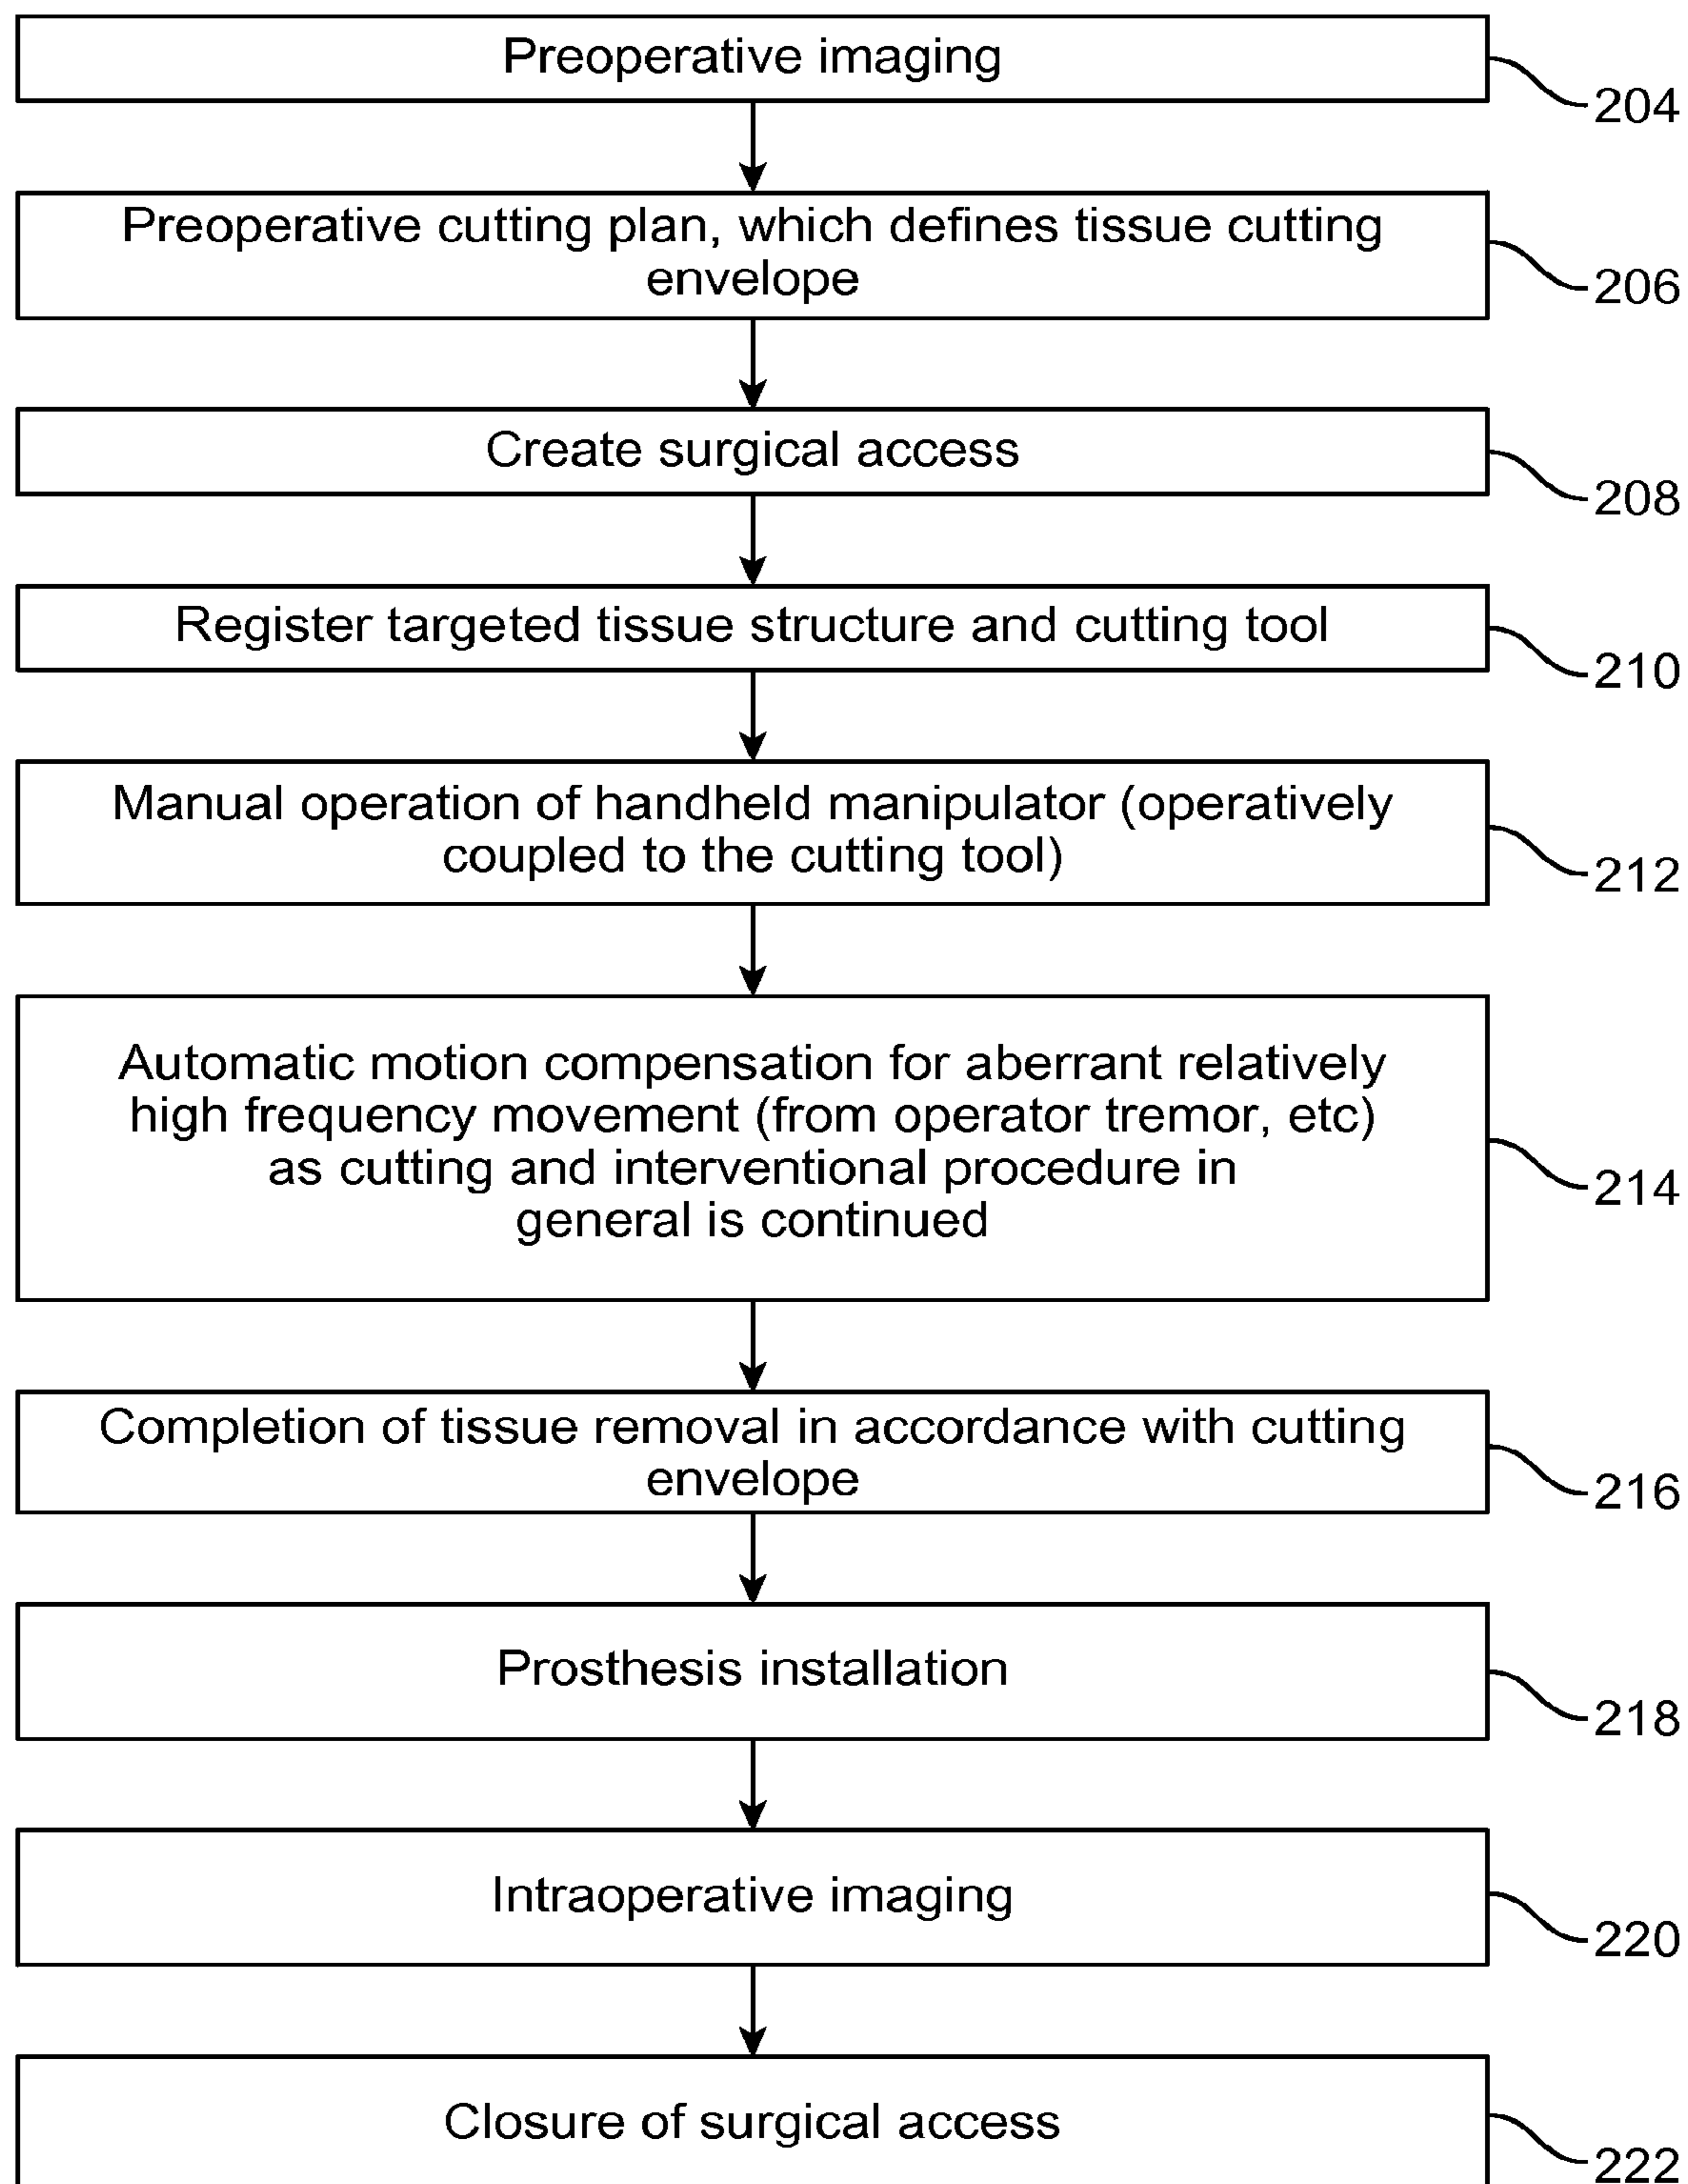 Preoperative imaging
204
Preoperative cutting plan, which defines tissue cutting
envelope
206
Create surgical access
208
Register targeted tissue structure and cutting tool
210
Manual operation of handheld manipulator (operatively
coupled to the cutting tool)
212
Automatic motion compensation for aberrant relatively
high frequency movement (from operator tremor, etc)
as cutting and interventional procedure in
general is continued
214
Completion of tissue removal in accordance with cutting
envelope
216
Prosthesis installation
218
Intraoperative imaging
220
Closure of surgical access
222